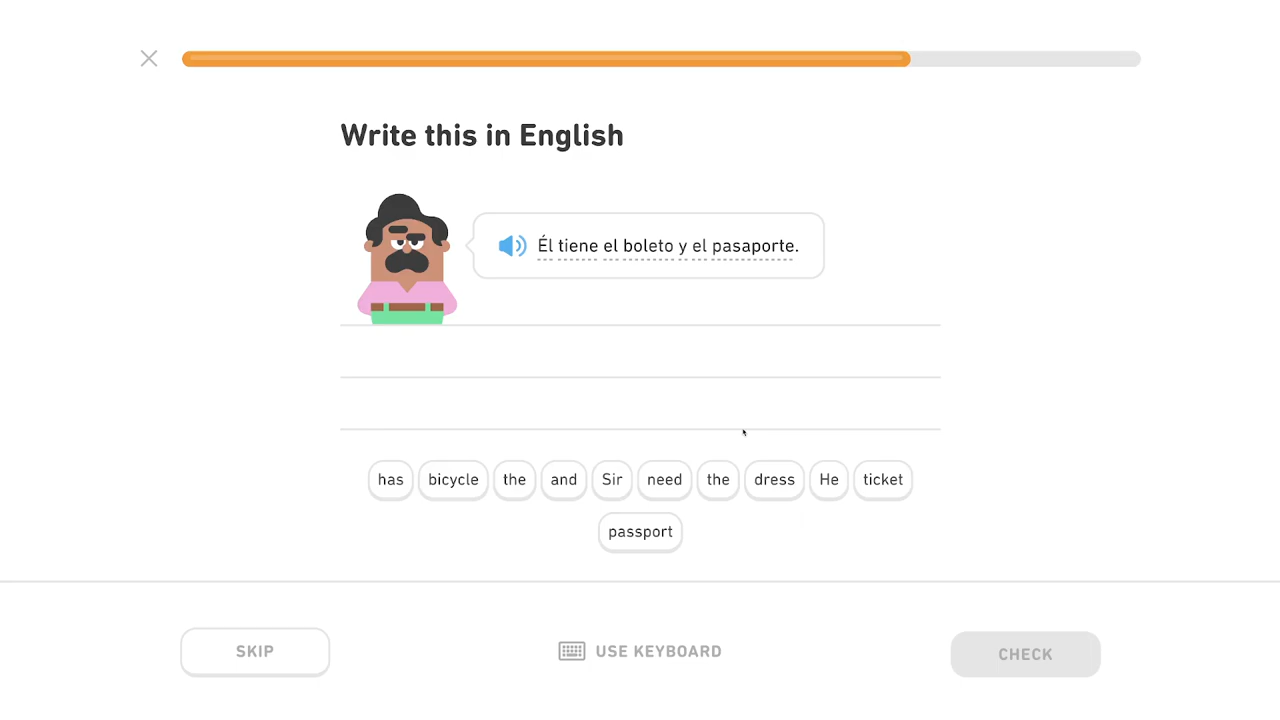 Write this in English
Él tiene el boleto y el pasaporte.
has bicycle the and Sir need the dress He ticket
passport
SKIP USE KEYBOARD CHECK